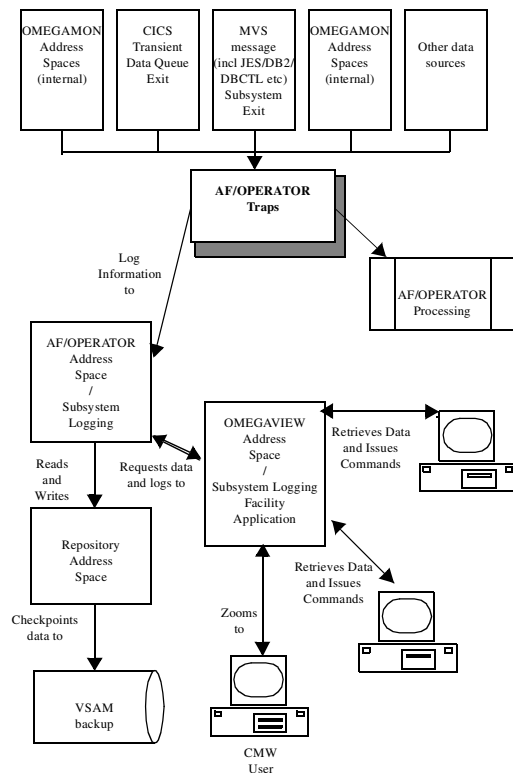 OMEGAMON
Address
Spaces
(internal)
CICS
Transient
Data Queue
Exit
MVS
message
(incl JES/DB2/
DBCTL etc)
Subsystem
Exit
OMEGAMON
Address
Spaces
(internal)
Other data
sources
AF/OPERATOR
Traps
Log
Information
to
AF/OPERATOR
Processing
AF/OPERATOR
Address
Space
/
Subsystem
Logging
OMEGAVIEW
Address
Space
/
Subsystem Logging
Facility
Application
Retrieves Data
and Issues
Commands
Reads
and
Writes
Requests data
and logs to
Repository
Address
Space
Retrieves Data
and Issues
Commands
Checkpoints
data to
Zooms
to
VSAM
backup
CMW
User